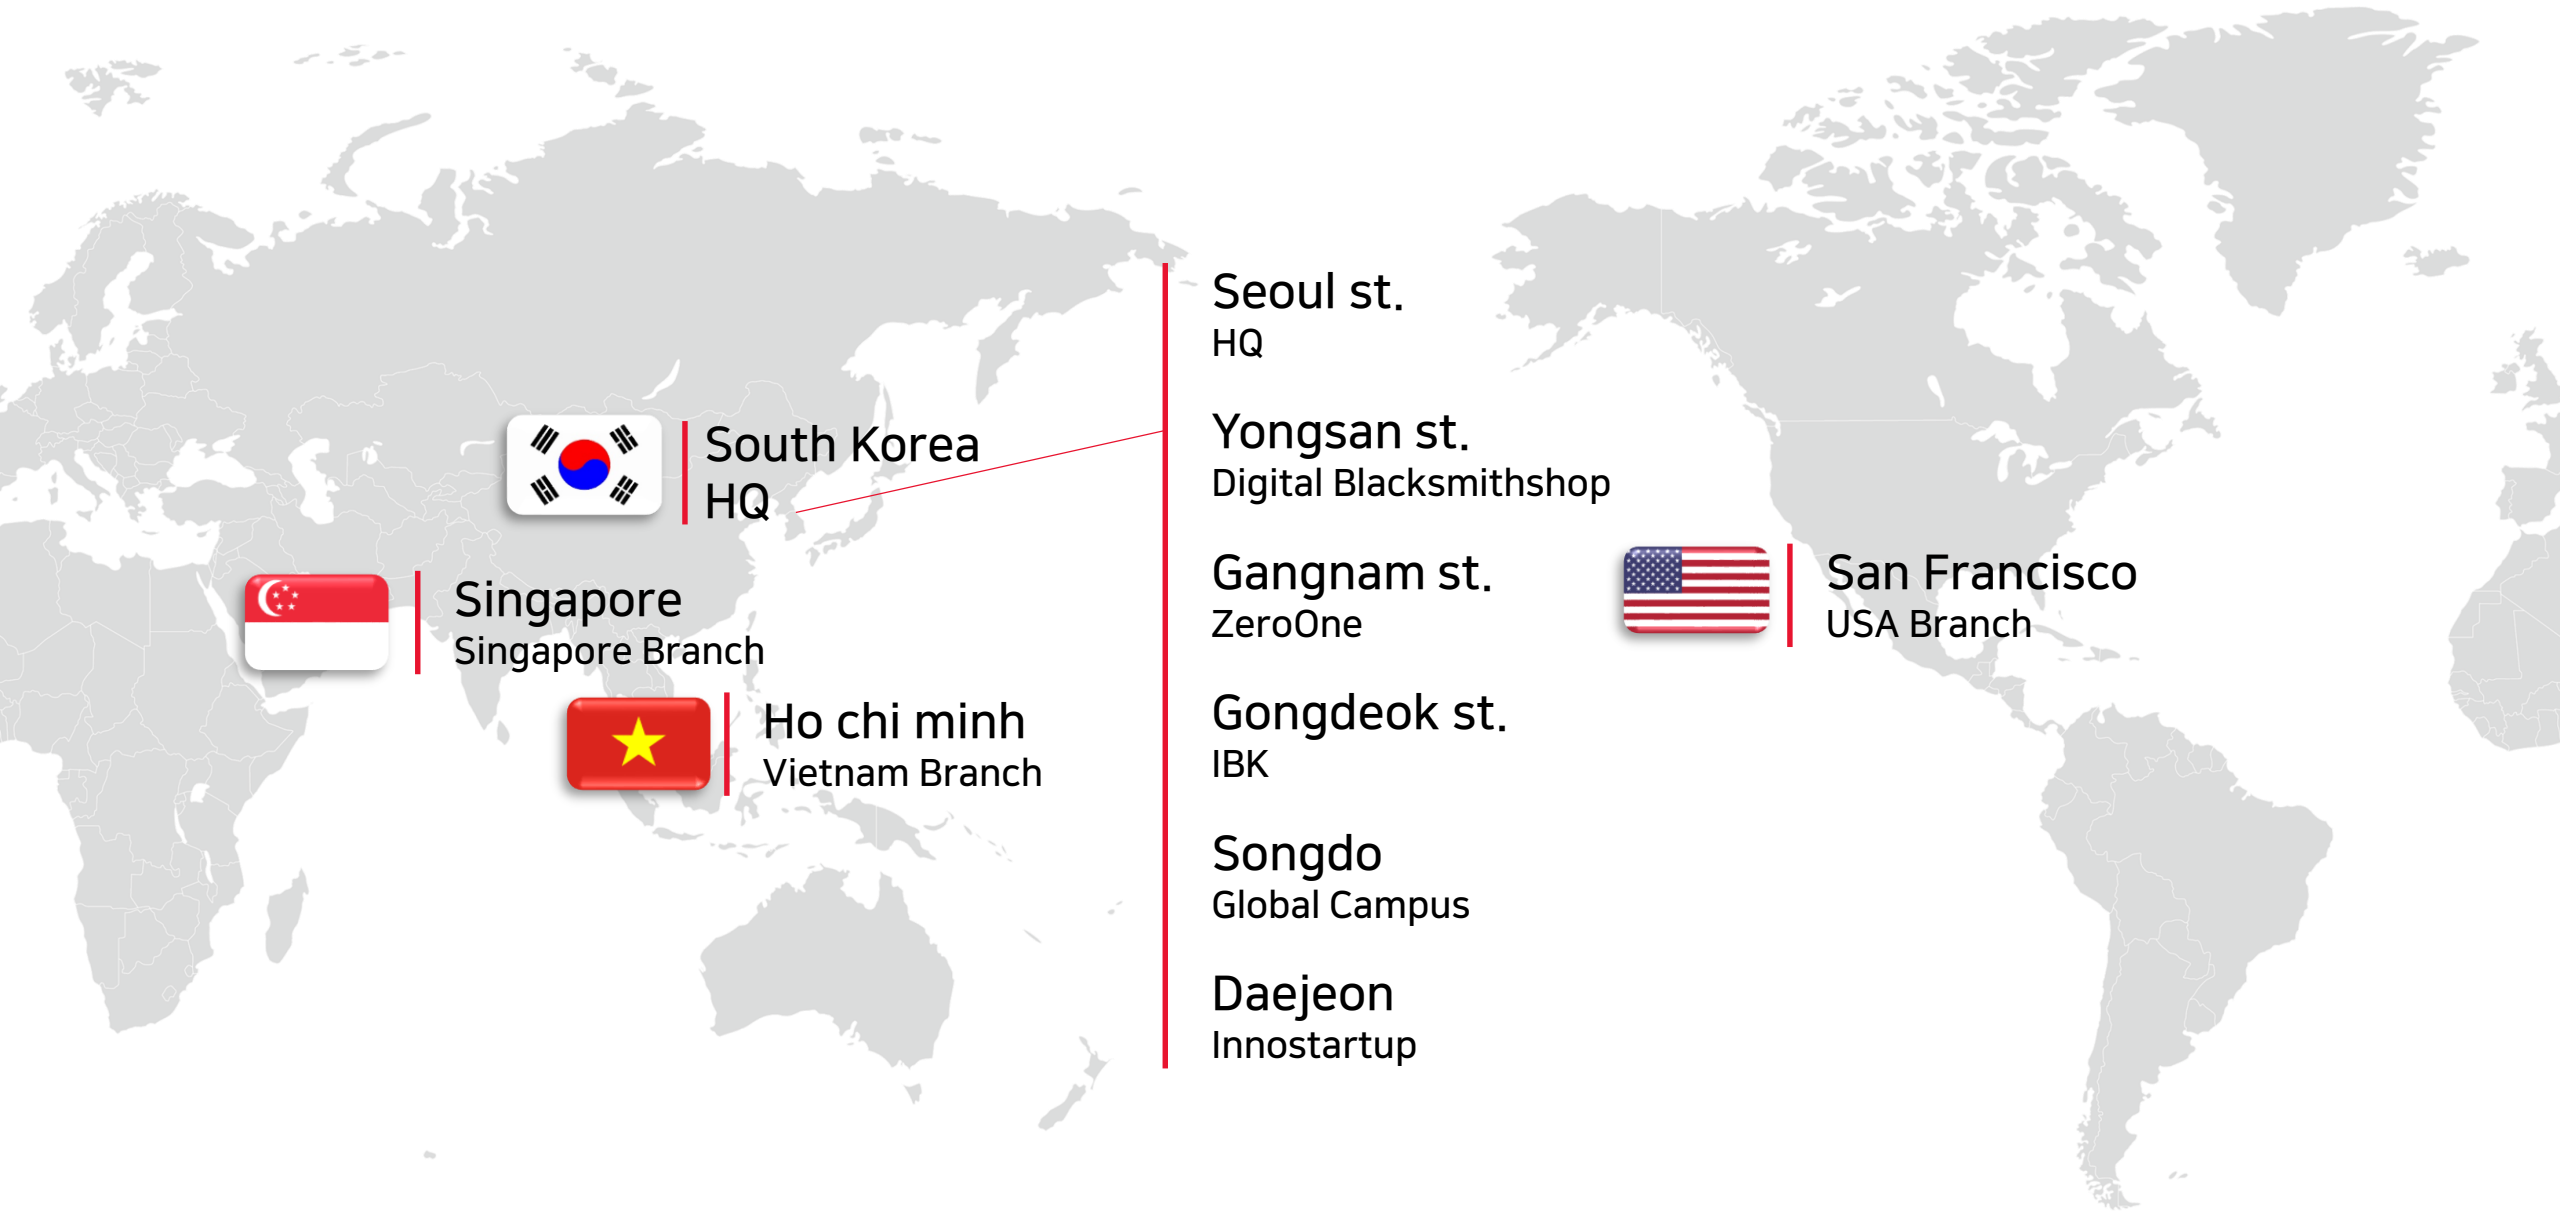 South Korea
HQ
Singapore
Singapore Branch
Ho chi minh
Vietnam Branch
Seoul st.
HQ
Yongsan st.
Digital Blacksmithshop
Gangnam st.
ZeroOne
Gongdeok st.
IBK
Songdo
Global Campus
Daejeon
Innostartup
San Francisco
USA Branch